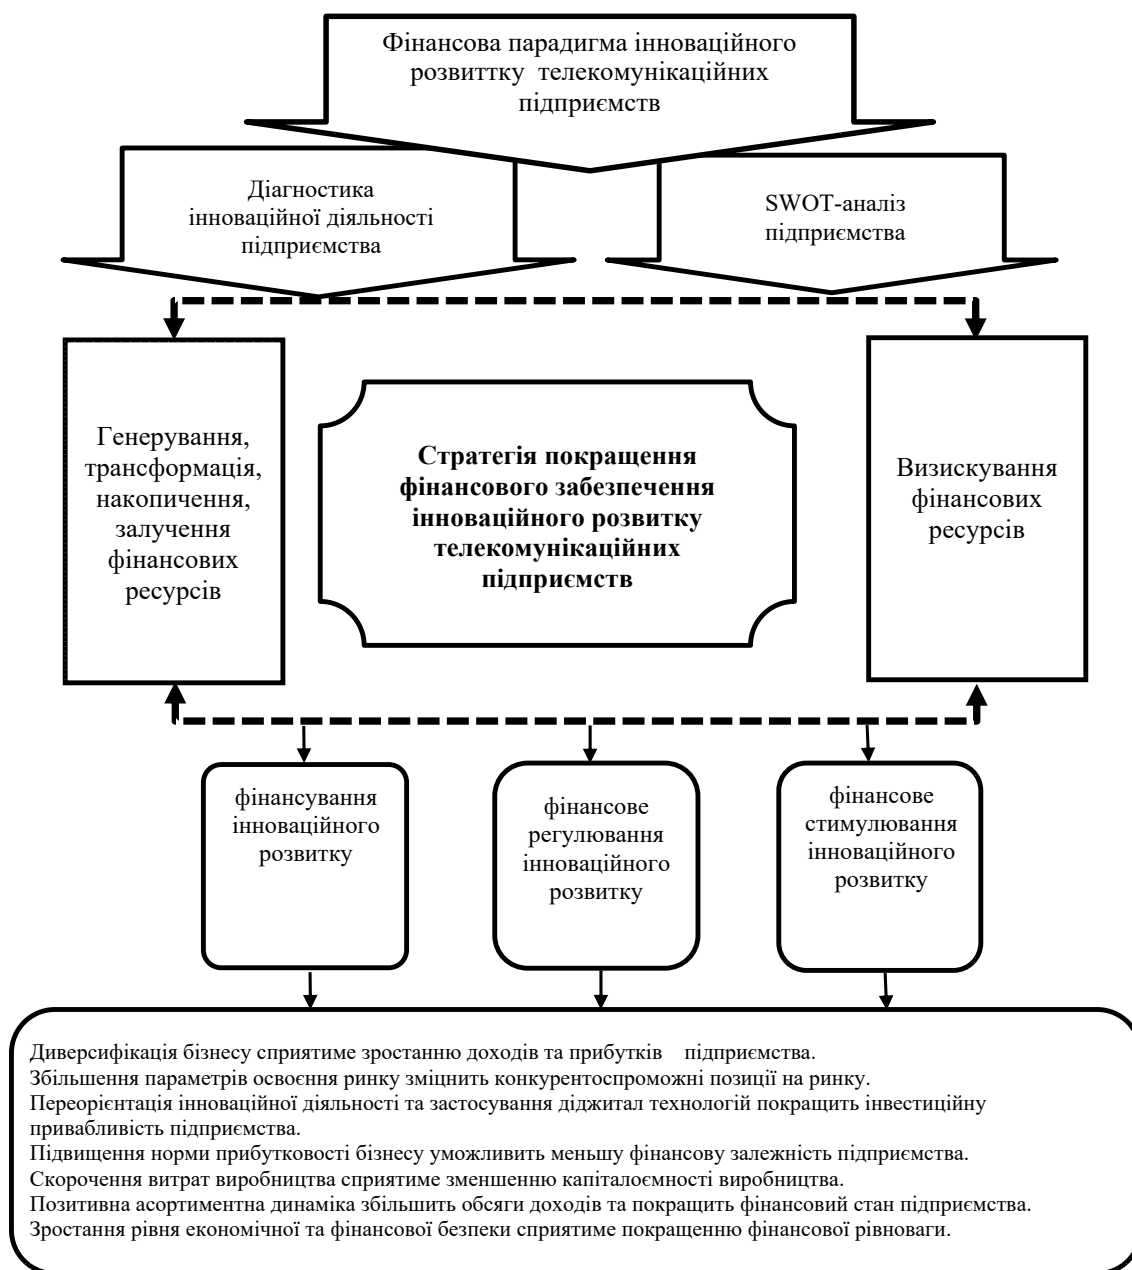 Фінансова парадигма інноваційного
розвиттку телекомунікаційних
підприємств
Діагностика
інноваційної діяльності
підприємства
SWOT-аналіз
підприємства
Генерування,
трансформація,
накопичення,
залучення
фінансових
ресурсів
Стратегія покращення
фінансового забезпечення
інноваційного розвитку
телекомунікаційних
підприємств
Визискування
фінансових
ресурсів
фінансування
інноваційного
розвитку
фінансове
регулювання
інноваційного
розвитку
фінансове
стимулювання
інноваційного
розвитку
Диверсифікація бізнесу сприятиме зростанню доходів та прибутків підприємства.
Збільшення параметрів освоєння ринку зміцнить конкурентоспроможні позиції на ринку.
Переорієнтація інноваційної діяльності та застосування діджитал технологій покращить інвестиційну
привабливість підприємства.
Підвищення норми прибутковості бізнесу уможливить меньшу фінансову залежність підприємства.
Скорочення витрат виробництва сприятиме зменшенню капіталоємності виробництва.
Позитивна асортиментна динаміка збільшить обсяги доходів та покращить фінансовий стан підприємства.
Зростання рівня економічної та фінансової безпеки сприятиме покращенню фінансової рівноваги.